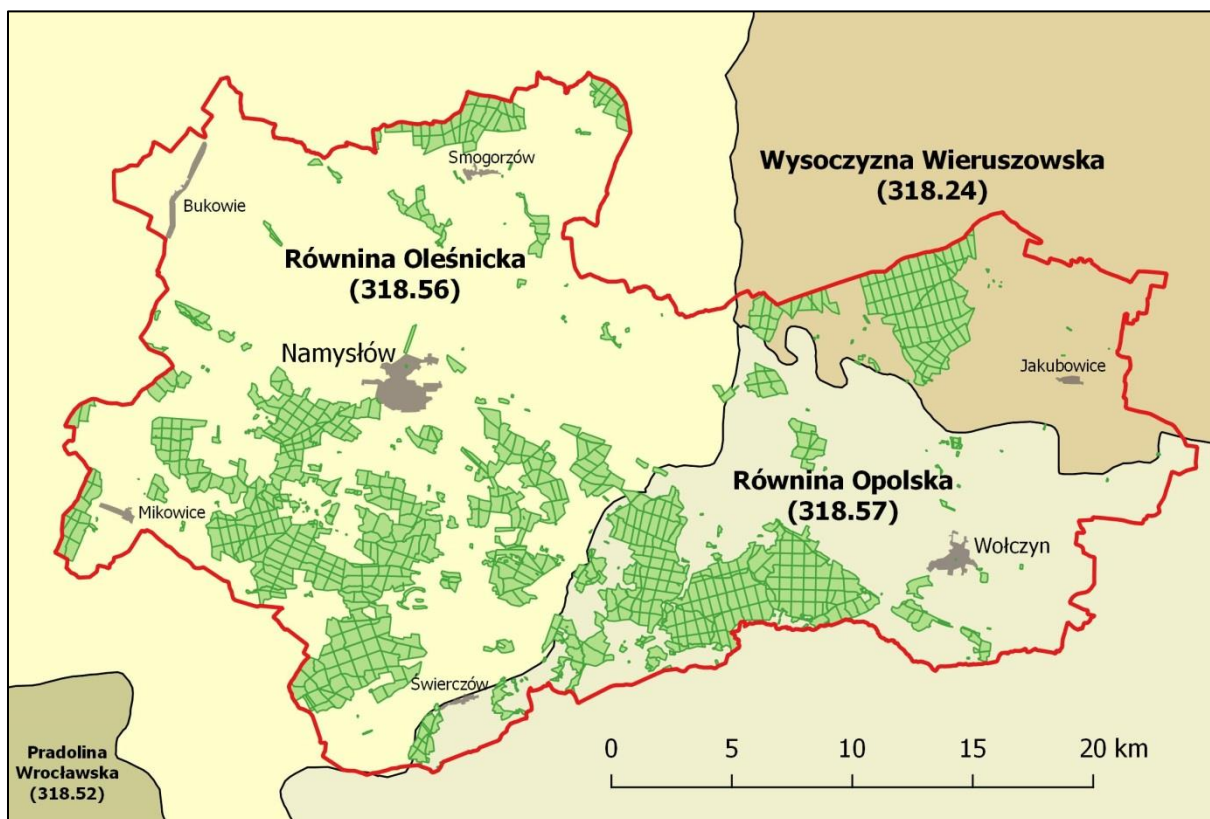 Smogorzów
Wysoczyzna Wieruszowska
(318.24)
Bukowie
Równina Oleśnicka
(318.56)
Namysłów
Jakubowice
Równina Opolska
(318.57)
Mikowice
Wołczyn
Świerczów
Pradolina
Wrocławska
(318.52)
0 5 10 15 20 km